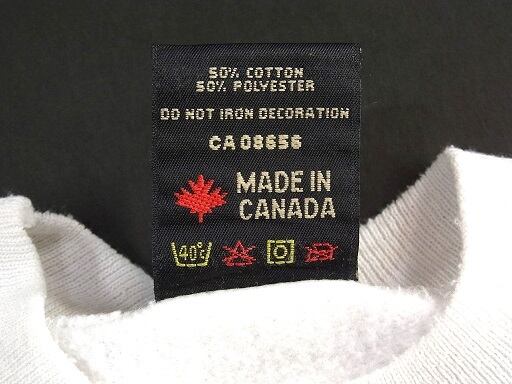 50% COTTON
50% POLYESTER
DO NOT IRON DECORATION
CA 08656
MADE IN
CANADA
40°C